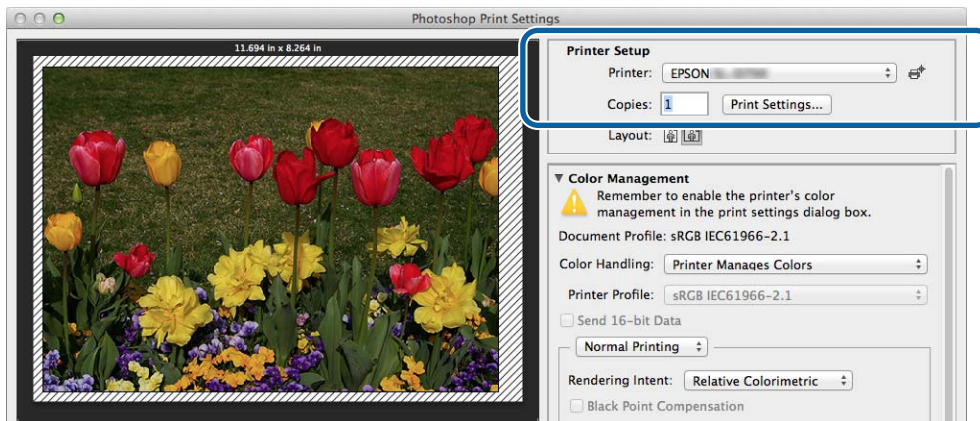 Photoshop Print Settings
11.694 in x 8.264 in
Printer Setup
Printer: EPSON
Copies: 1 Print Settings...
Layout:
Color Management
Remember to enable the printer's color
management in the print settings dialog box.
Document Profile: sRGB IEC61966-2.1
Color Handling: Printer Manages Colors
Printer Profile: sRGB IEC61966-2.1
Send 16-bit Data
Normal Printing
Rendering Intent: Relative Colorimetric
Black Point Compensation